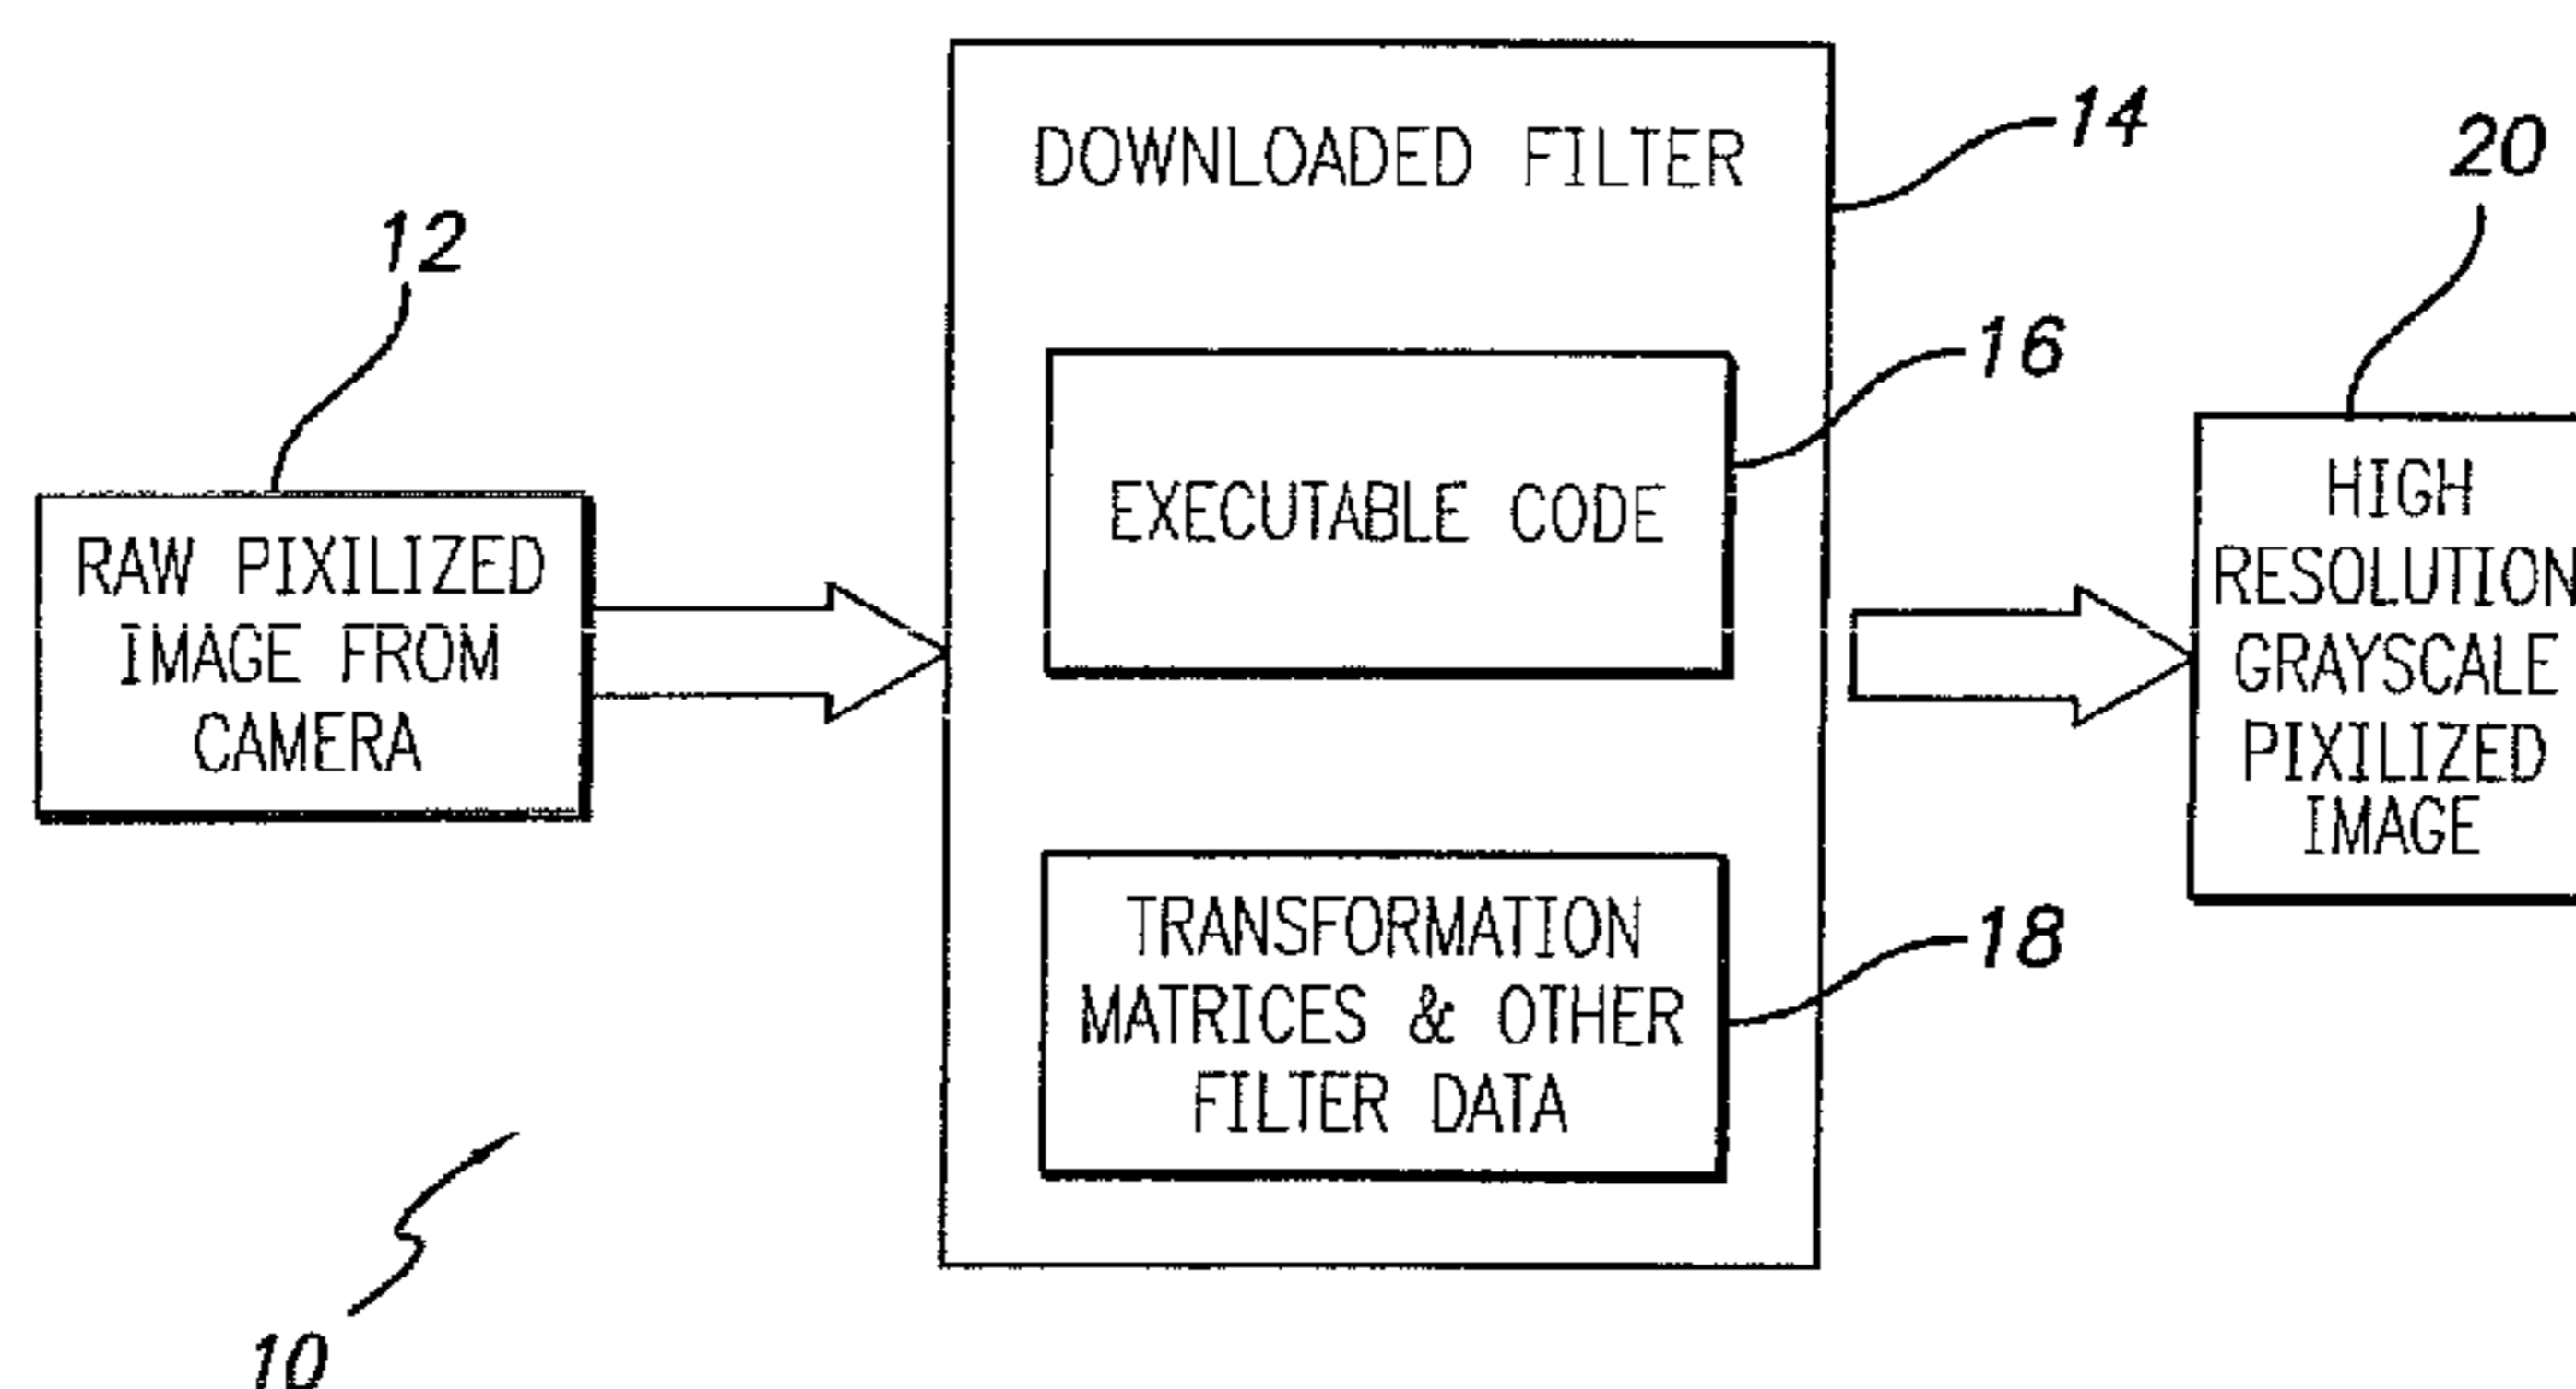 12
RAW PIXILIZED
IMAGE FROM
CAMERA
DOWNLOADED FILTER
14
EXECUTABLE CODE
16
TRANSFORMATION
MATRICES & OTHER
FILTER DATA
18
20
HIGH
RESOLUTION
GRAYSCALE
PIXILIZED
IMAGE
10